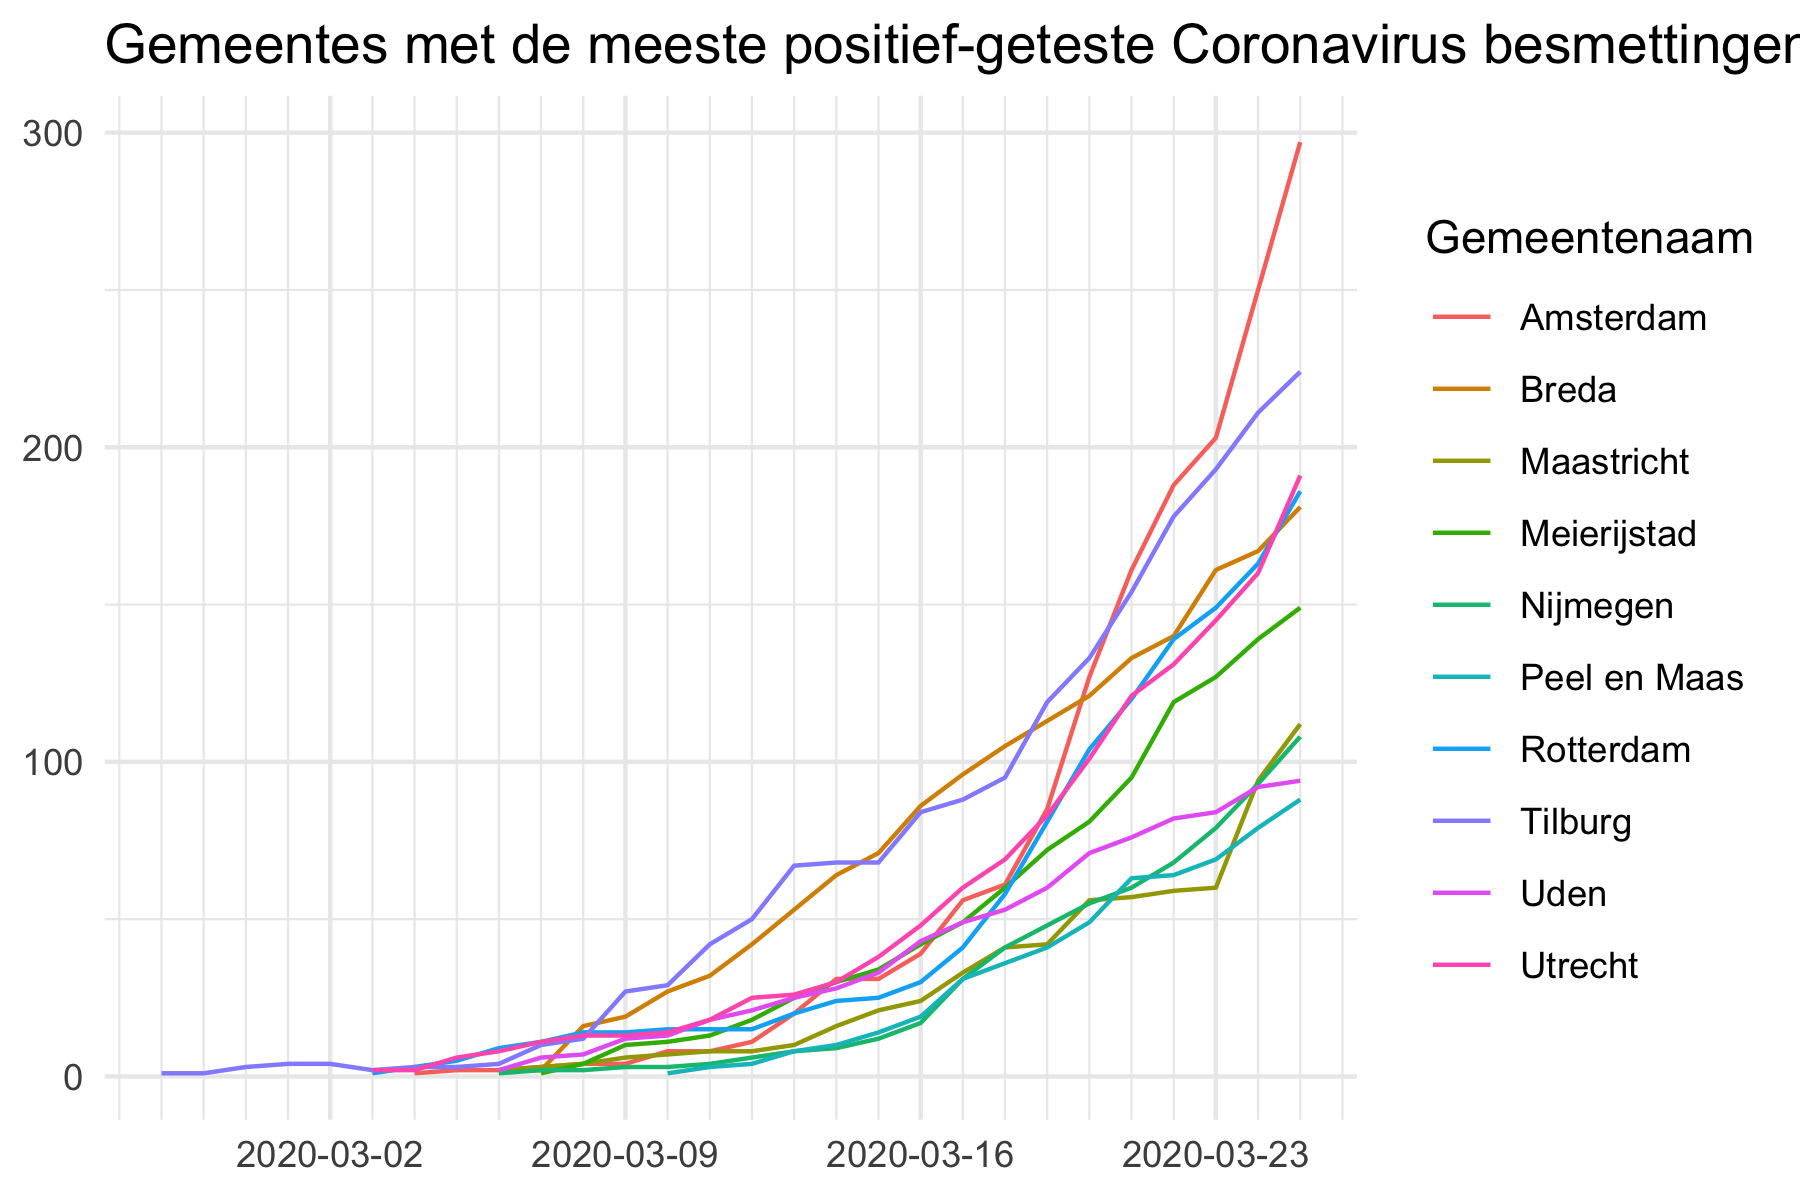 Gemeentes met de meeste positief-geteste Coronavirus besmettingen
300
200
100
0
2020-03-02 2020-03-09 2020-03-16 2020-03-23
Gemeentenaam
Amsterdam
Breda
Maastricht
Meierijstad
Nijmegen
Peel en Maas
Rotterdam
Tilburg
Uden
Utrecht